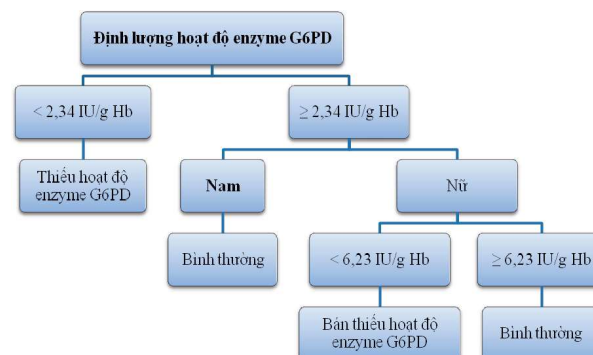 Định lượng hoạt độ enzyme G6PD
< 2,34 IU/g Hb
≥ 2,34 IU/g Hb
Thiếu hoạt độ
enzyme G6PD
Nam
Nữ
Bình thường
< 6,23 IU/g Hb
≥ 6,23 IU/g Hb
Bán thiếu hoạt độ
enzyme G6PD
Bình thường